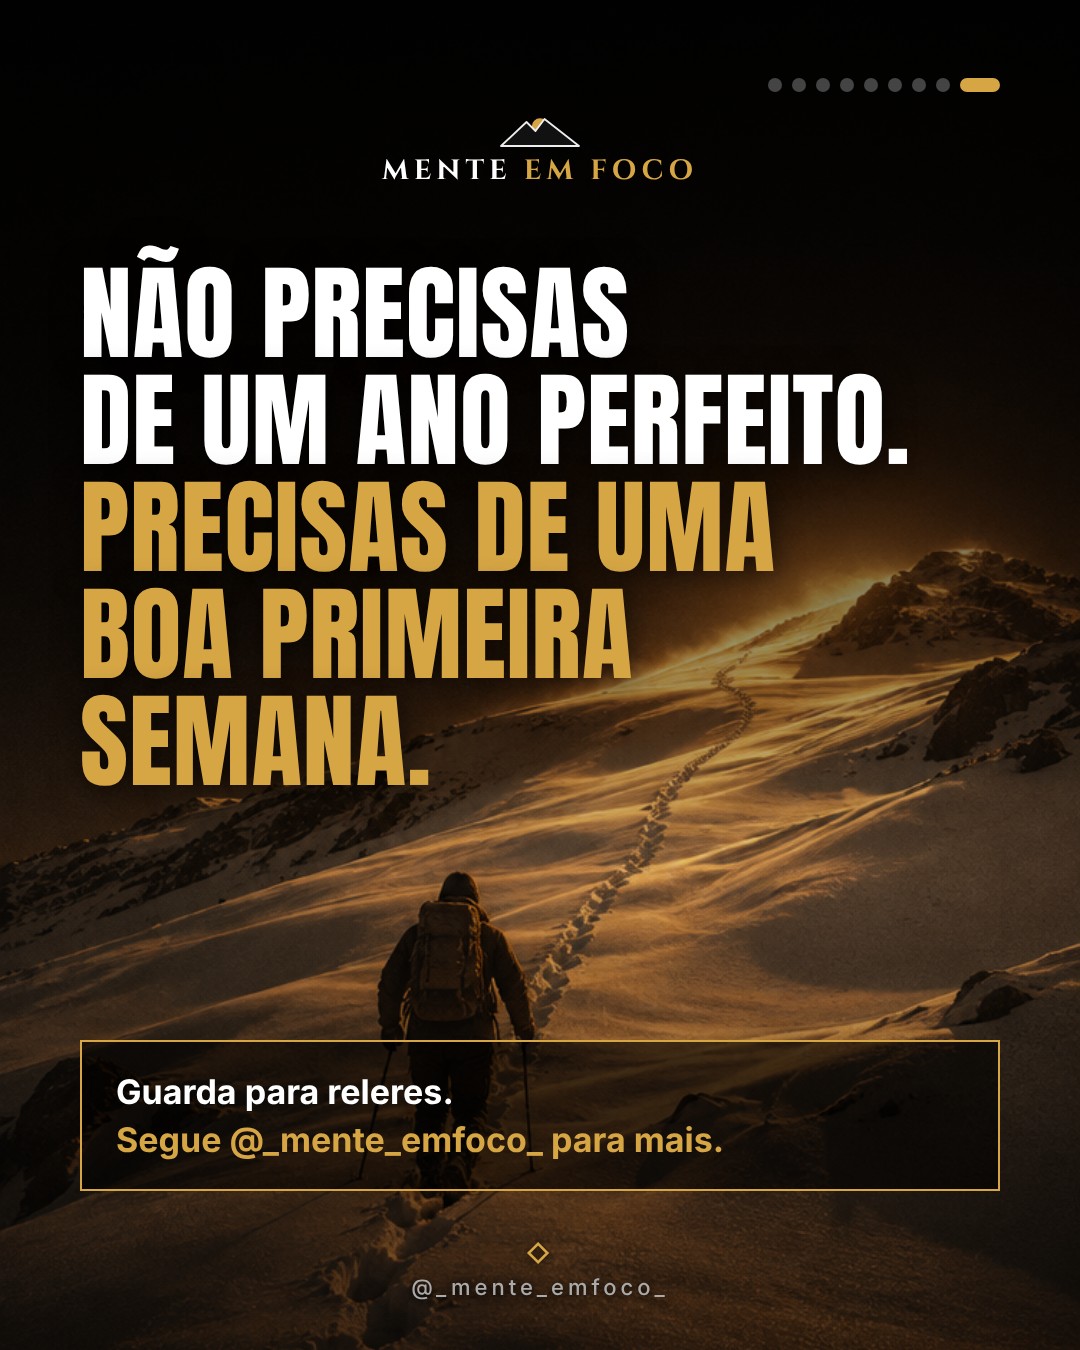 MENTE EM FOCO
NÃO PRECISAS
DE UM ANO PERFEITO.
PRECISAS DE UMA
BOA PRIMEIRA
SEMANA.
Guarda para releres.
Segue @_mente_emfoco_ para mais.
@_mente_emfoco_